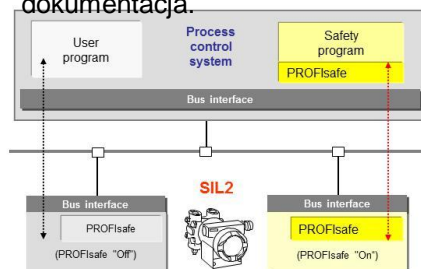 dokumentacja.
User
program
Process
control
system
Safety
program
PROFIsafe
Bus interface
SIL2
Bus interface
PROFIsafe
(PROFIsafe "Off")
Bus interface
PROFIsafe
(PROFIsafe "On")